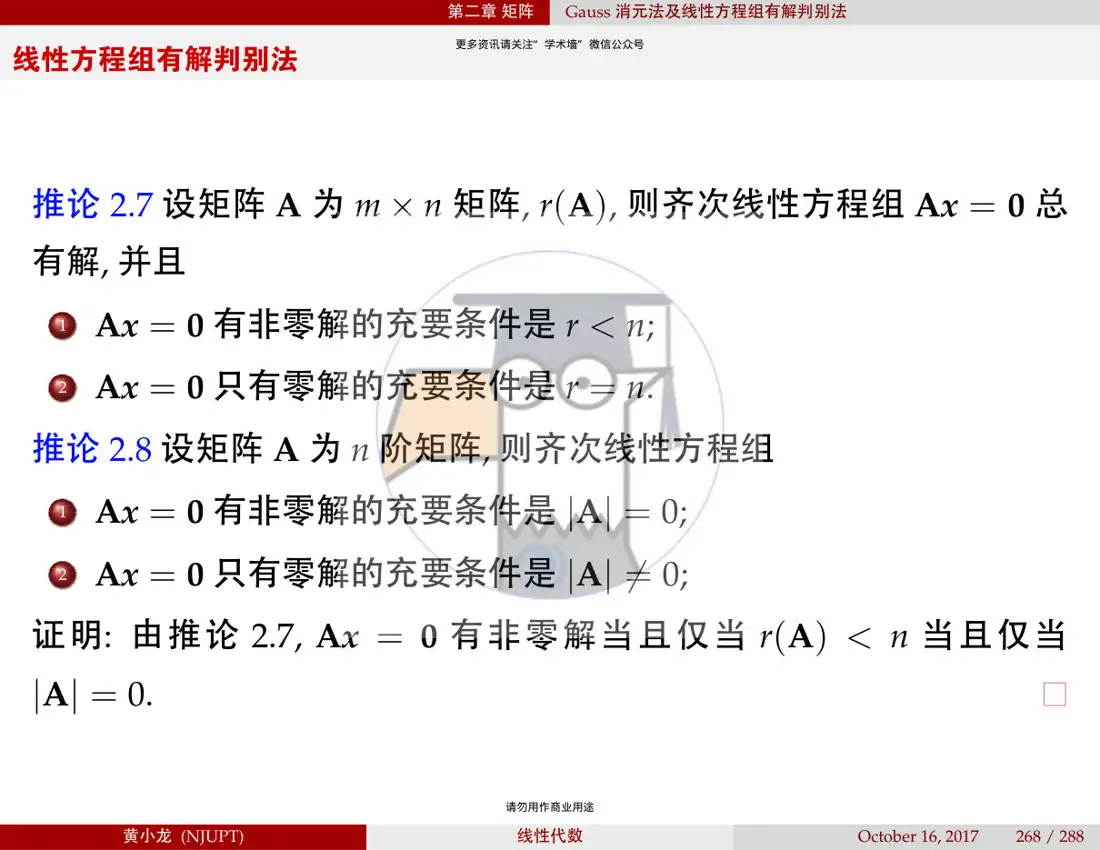 第二章 矩阵 Gauss 消元法及线性方程组有解判别法
更多资讯请关注“学术墙”微信公众号
线性方程组有解判别法
推论 2.7 设矩阵 A 为 m × n 矩阵, r(A), 则齐次线性方程组 Ax = 0 总
有解, 并且
1 Ax = 0 有非零解的充要条件是 r < n;
2 Ax = 0 只有零解的充要条件是 r = n.
推论 2.8 设矩阵 A 为 n 阶矩阵, 则齐次线性方程组
1 Ax = 0 有非零解的充要条件是 |A| = 0;
2 Ax = 0 只有零解的充要条件是 |A| ≠ 0;
证明: 由推论 2.7, Ax = 0 有非零解当且仅当 r(A) < n 当且仅当
|A| = 0. □
请勿用作商业用途
黄小龙 (NJUPT) 线性代数 October 16, 2017 268 / 288